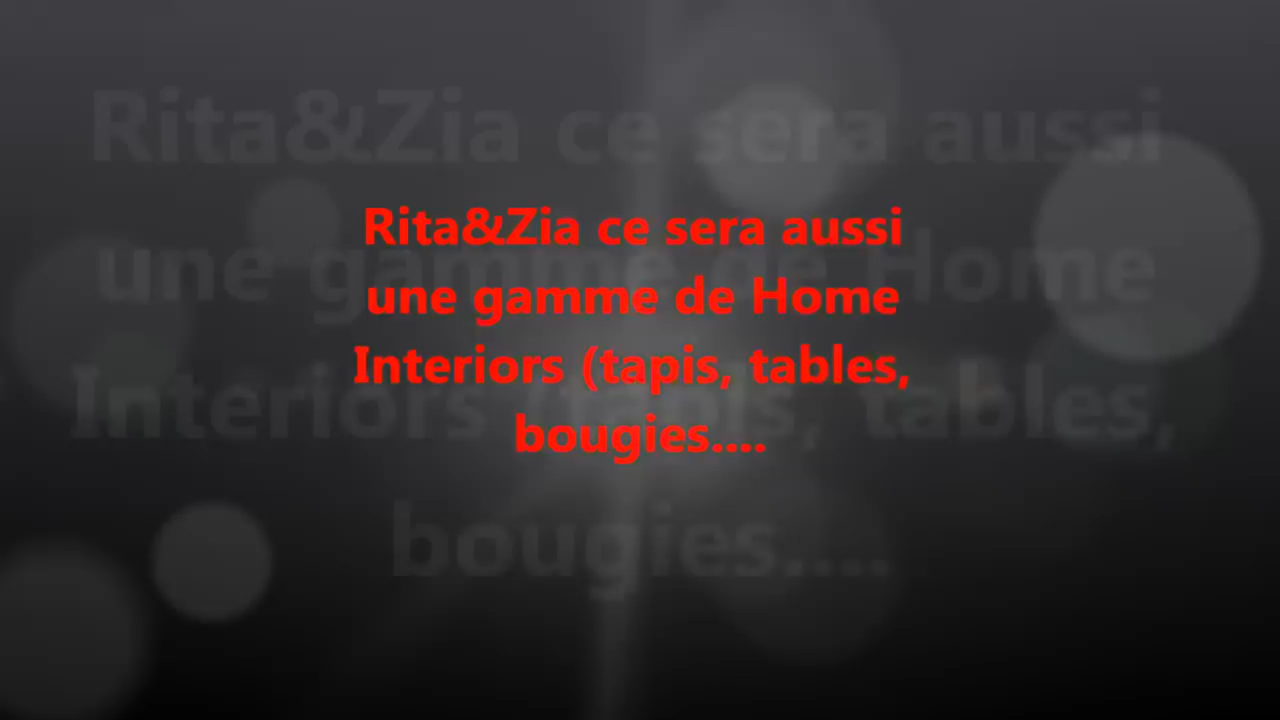 Rita&Zia ce sera aussi
une gamme de Home
Interiors (tapis, tables,
bougies....